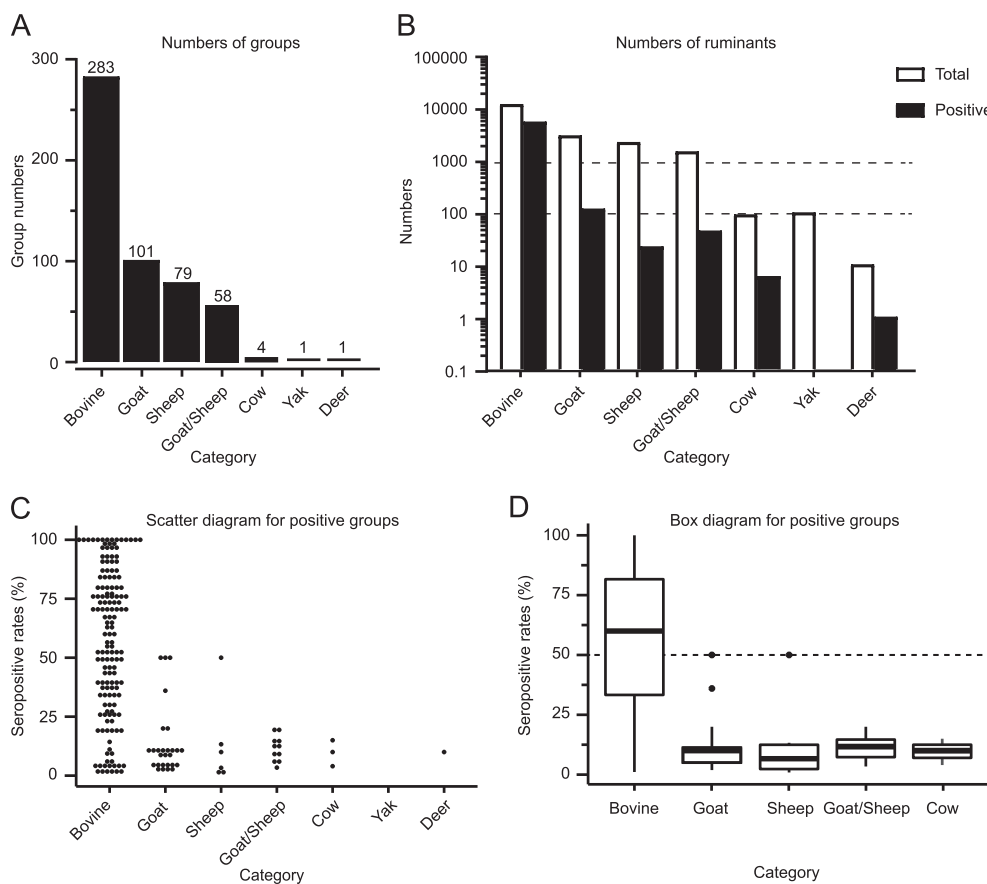 A
Numbers of groups
Group numbers
300
200
100
0
283
101
79
58
4
1
1
Bovine
Goat
Sheep
Goat/Sheep
Cow
Yak
Deer
Category
B
Numbers of ruminants
Numbers
100000
10000
1000
100
10
1
0.1
Total
Positive
Bovine
Goat
Sheep
Goat/Sheep
Cow
Yak
Deer
Category
C
Scatter diagram for positive groups
Seropositive rates (%)
100
75
50
25
0
Bovine
Goat
Sheep
Goat/Sheep
Cow
Yak
Deer
Category
D
Box diagram for positive groups
Seropositive rates (%)
100
75
50
25
0
Bovine
Goat
Sheep
Goat/Sheep
Cow
Category